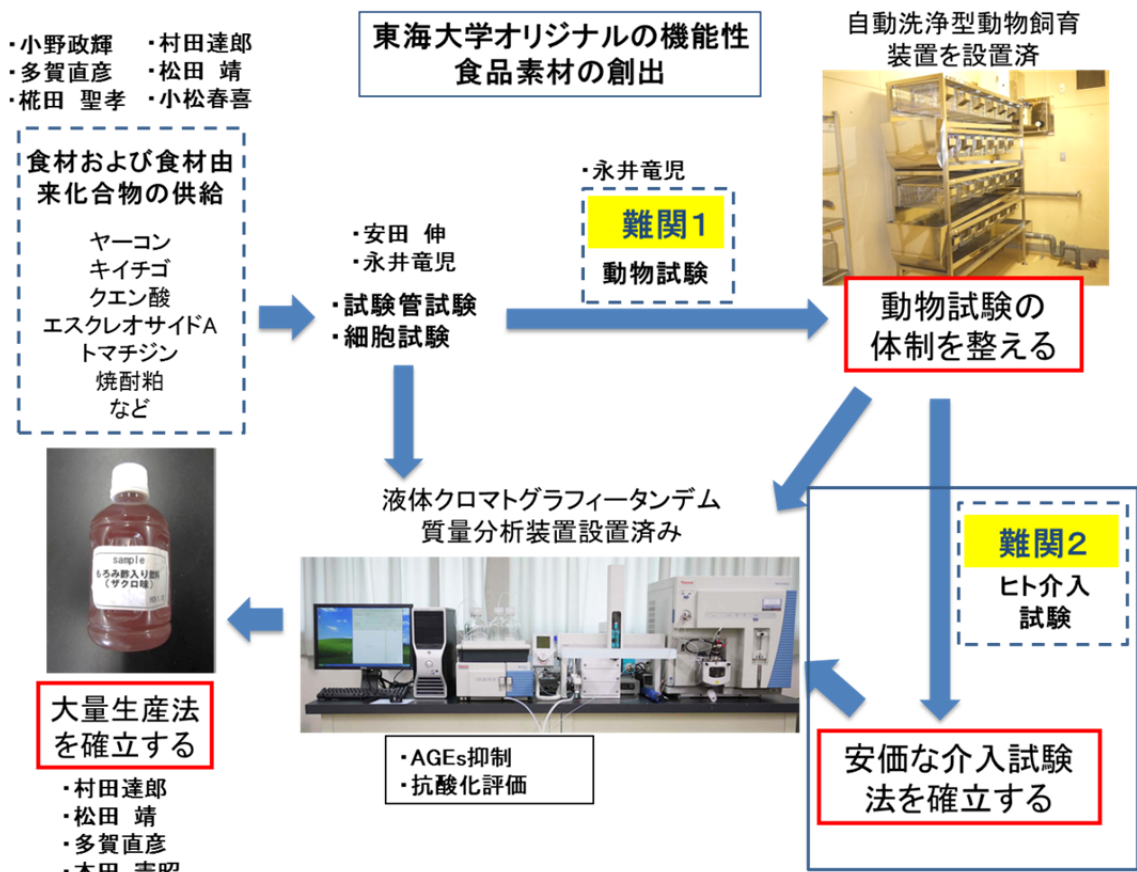 東海大学オリジナルの機能性
食品素材の創出
・小野政輝
・多賀直彦
・椛田 聖孝
・村田達郎
・松田 靖
・小松春喜
食材および食材由
来化合物の供給
ヤーコン
キイチゴ
クエン酸
エスクレオサイドA
トマチジン
焼酎粕
など
・安田 伸
・永井竜児
・試験管試験
・細胞試験
・永井竜児
難関1
動物試験
自動洗浄型動物飼育
装置を設置済
動物試験の
体制を整える
液体クロマトグラフィータンデム
質量分析装置設置済み
・AGEs抑制
・抗酸化評価
難関2
ヒト介入
試験
安価な介入試験
法を確立する
sample
もろみ酢入り飲料
(ザクロ味)
大量生産法
を確立する
・村田達郎
・松田 靖
・多賀直彦